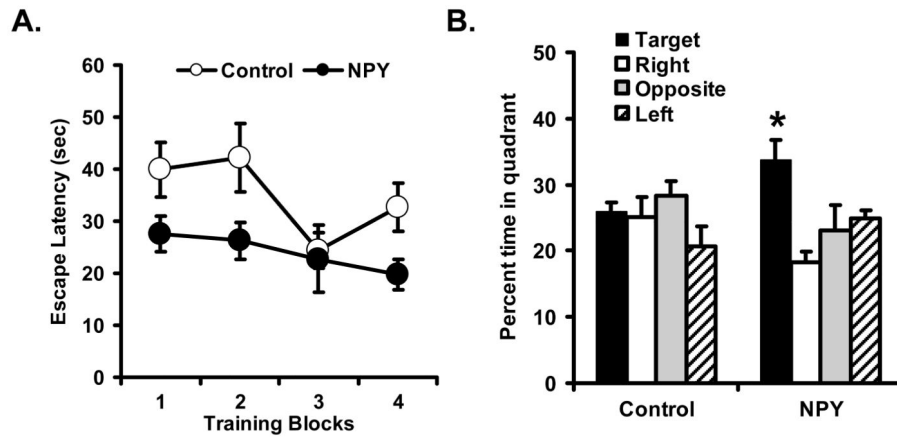 A.
60
50
40
30
20
10
0
Escape Latency (sec)
Control
NPY
1 2 3 4
Training Blocks
B.
50
40
30
20
10
0
Percent time in quadrant
Target
Right
Opposite
Left
*
Control NPY